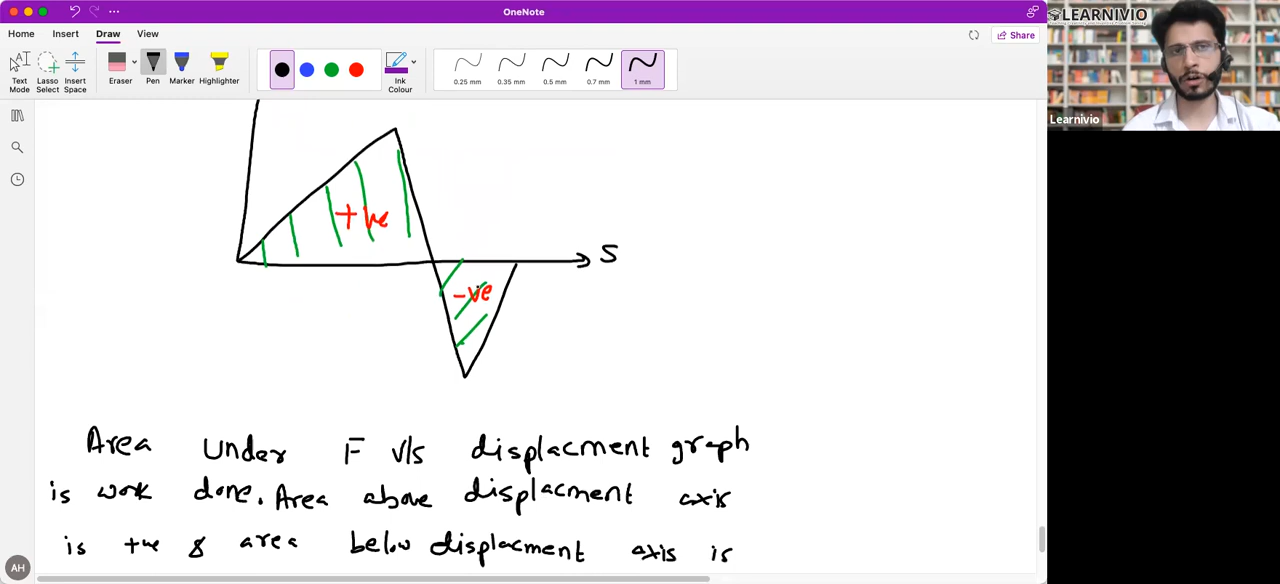 OneNote
LEARNIVIO
Home Insert Draw View
Share
Text Mode
Lasso Select
Insert Space
Eraser
Pen
Marker
Highlighter
Ink Colour
0.25 mm
0.35 mm
0.5 mm
0.7 mm
1 mm
Learnivio
+ve
S
-ve
Area Under F v/s displacment graph
is work done. Area above displacment axis
is +ve & area below displacment axis is
AH